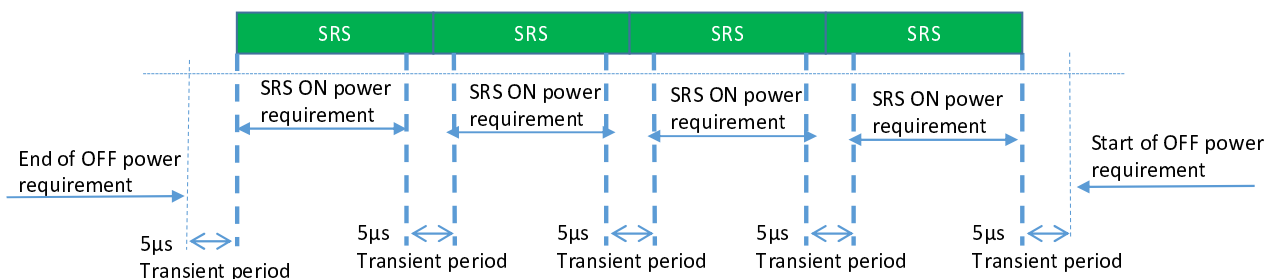 SRS SRS SRS SRS
SRS ON power
requirement
SRS ON power
requirement
SRS ON power
requirement
SRS ON power
requirement
End of OFF power
requirement
Start of OFF power
requirement
5µs
Transient period
5µs
Transient period
5µs
Transient period
5µs
Transient period
5µs
Transient period